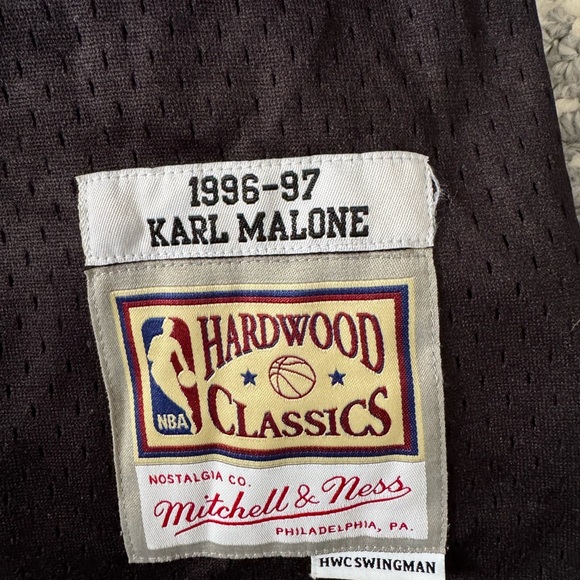 1996-97
KARL MALONE
HARDWOOD
CLASSICS
NBA
NOSTALGIA CO.
Mitchell & Ness
PHILADELPHIA, PA.
HWC SWINGMAN